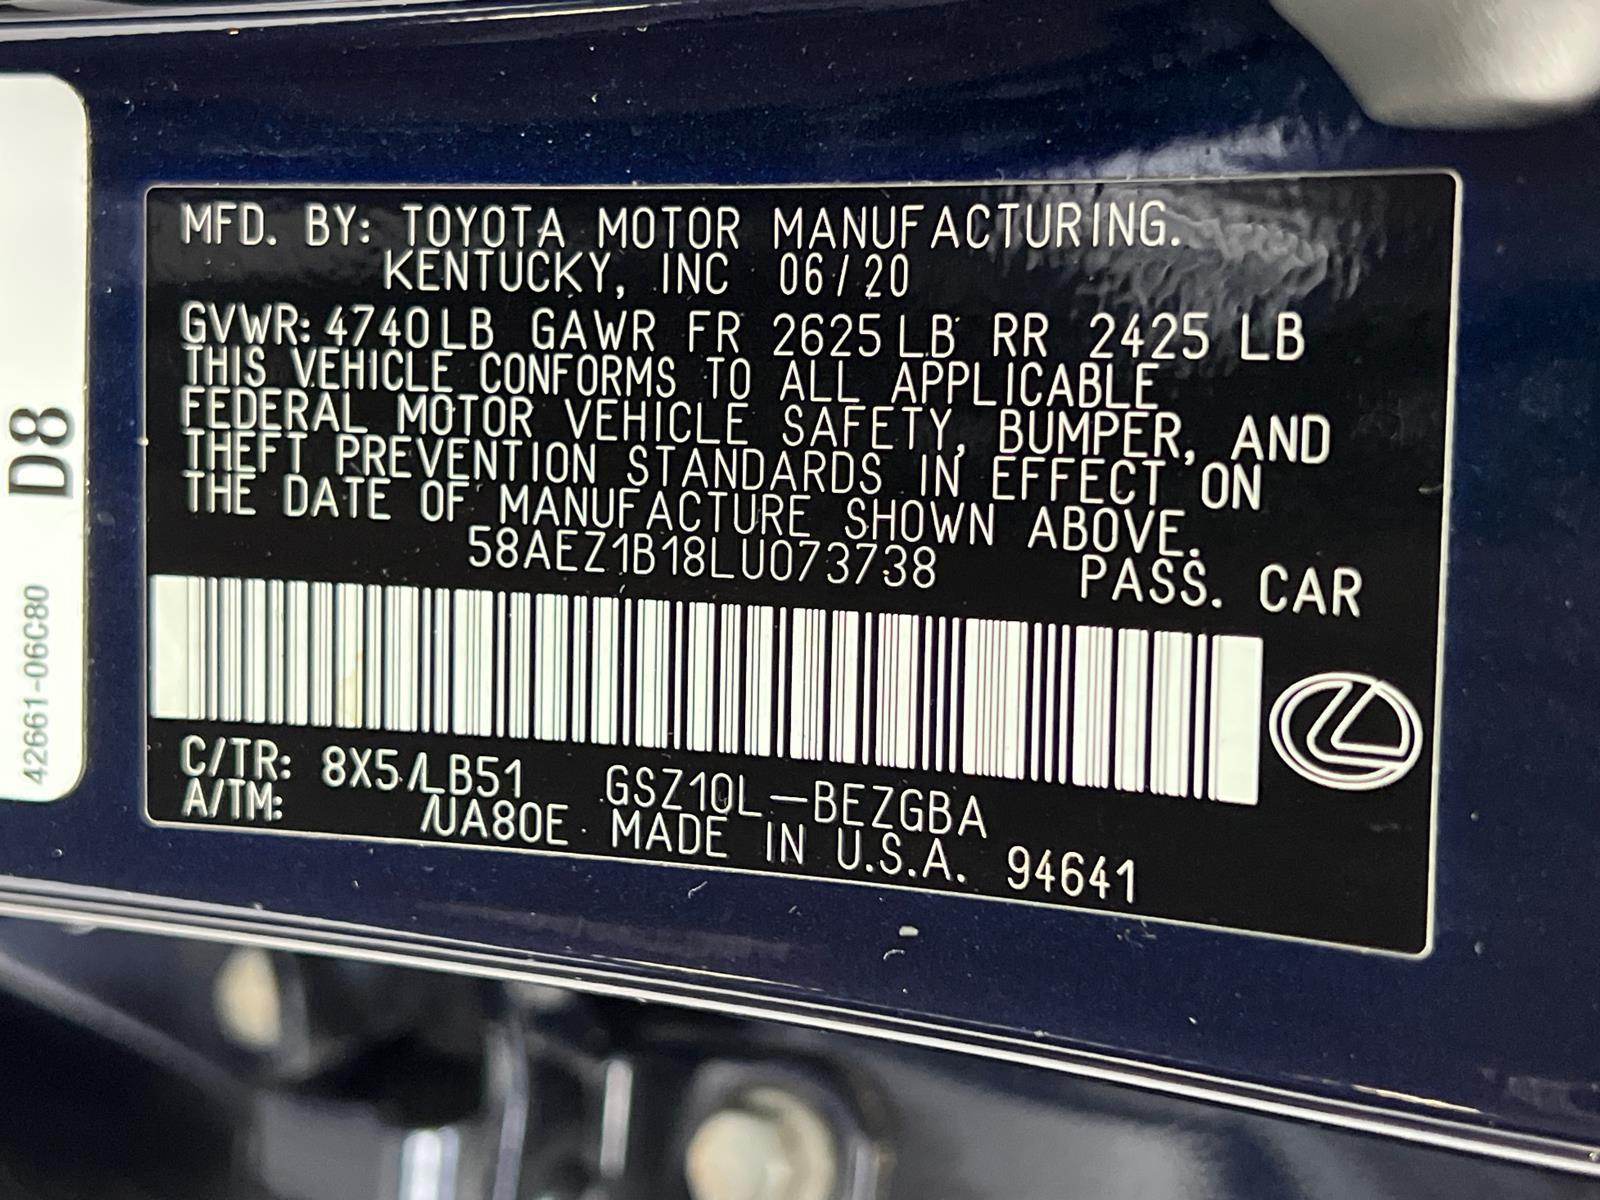 MFD. BY: TOYOTA MOTOR MANUFACTURING.
KENTUCKY, INC 06/20
GVWR: 4740LB GAWR FR 2625 LB RR 2425 LB
THIS VEHICLE CONFORMS TO ALL APPLICABLE
FEDERAL MOTOR VEHICLE SAFETY, BUMPER, AND
THEFT PREVENTION STANDARDS IN EFFECT ON
THE DATE OF MANUFACTURE SHOWN ABOVE.
58AEZ1B18LU073738 PASS. CAR
C/TR: 8X5/LB51 GSZ10L-BEZGBA
A/TM: /UA80E MADE IN U.S.A. 94641
D8
42661-06C80